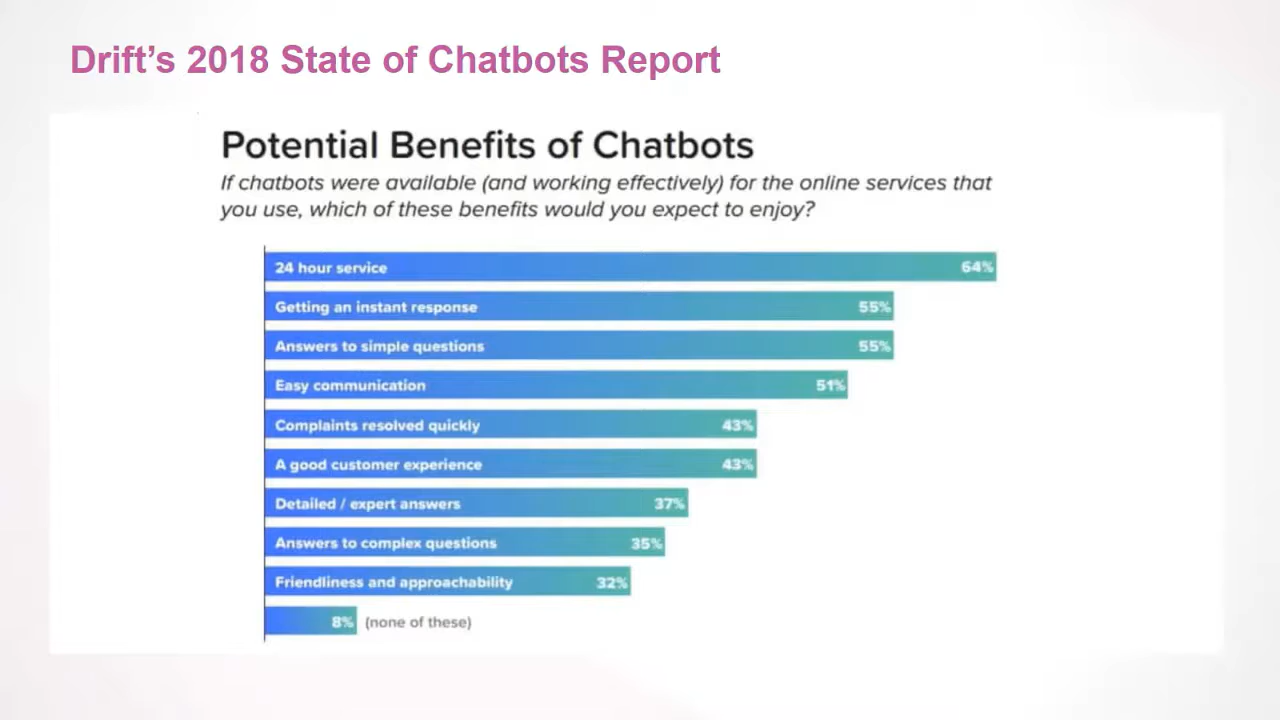 Drift's 2018 State of Chatbots Report
Potential Benefits of Chatbots
If chatbots were available (and working effectively) for the online services that
you use, which of these benefits would you expect to enjoy?
24 hour service 64%
Getting an instant response 55%
Answers to simple questions 55%
Easy communication 51%
Complaints resolved quickly 43%
A good customer experience 43%
Detailed / expert answers 37%
Answers to complex questions 35%
Friendliness and approachability 32%
8% (none of these)